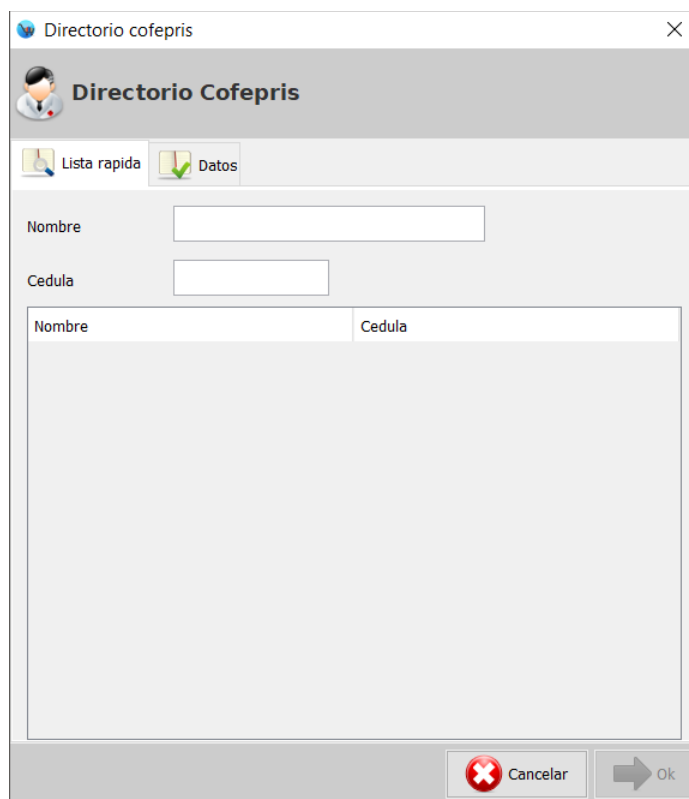 Directorio cofepris
Directorio Cofepris
Lista rapida Datos
Nombre
Cedula
Nombre Cedula
Cancelar Ok